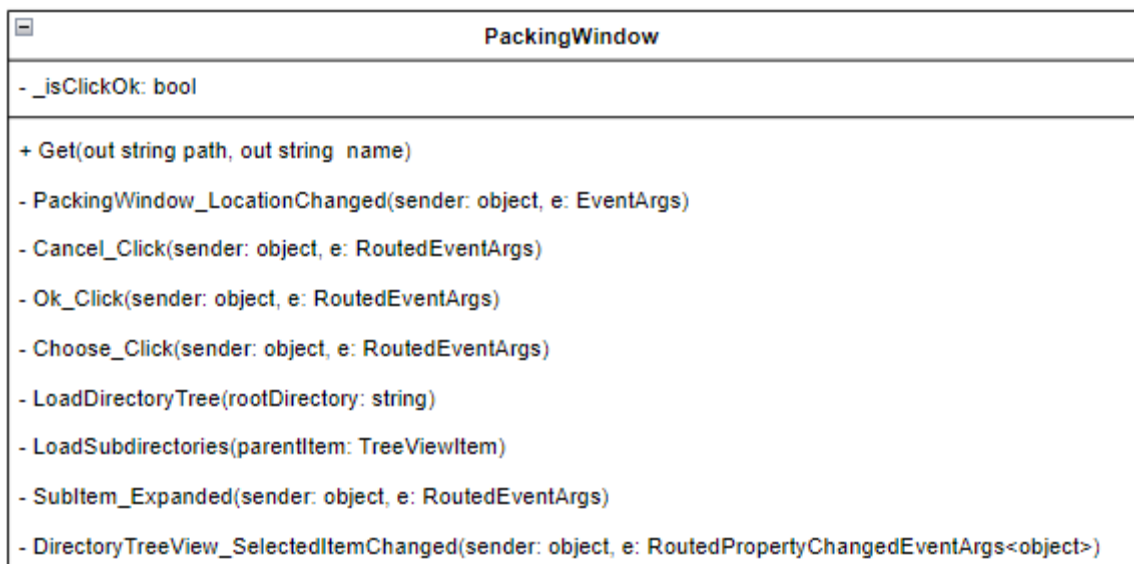 PackingWindow
- _isClickOk: bool
+ Get(out string path, out string name)
- PackingWindow_LocationChanged(sender: object, e: EventArgs)
- Cancel_Click(sender: object, e: RoutedEventArgs)
- Ok_Click(sender: object, e: RoutedEventArgs)
- Choose_Click(sender: object, e: RoutedEventArgs)
- LoadDirectoryTree(rootDirectory: string)
- LoadSubdirectories(parentItem: TreeViewItem)
- SubItem_Expanded(sender: object, e: RoutedEventArgs)
- DirectoryTreeView_SelectedItemChanged(sender: object, e: RoutedPropertyChangedEventArgs<object>)